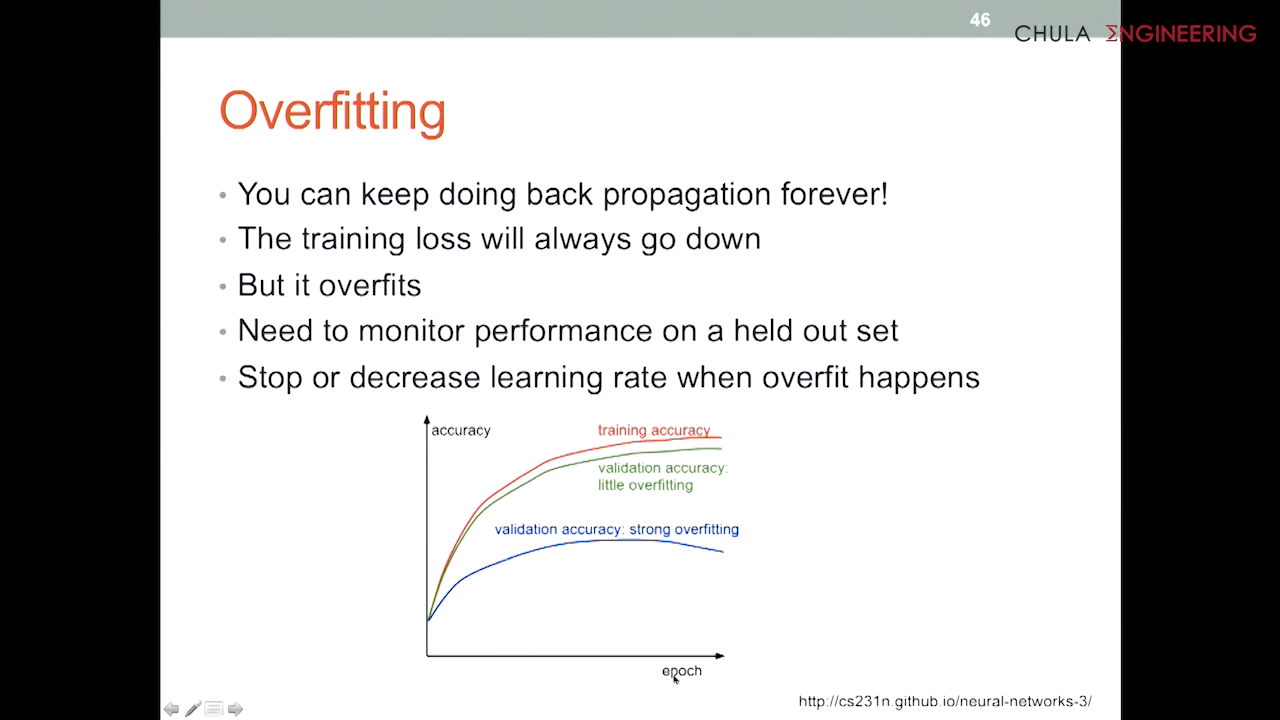 46
CHULA ΣNGINEERING
Overfitting
• You can keep doing back propagation forever!
• The training loss will always go down
• But it overfits
• Need to monitor performance on a held out set
• Stop or decrease learning rate when overfit happens
accuracy
training accuracy
validation accuracy:
little overfitting
validation accuracy: strong overfitting
epoch
http://cs231n.github.io/neural-networks-3/